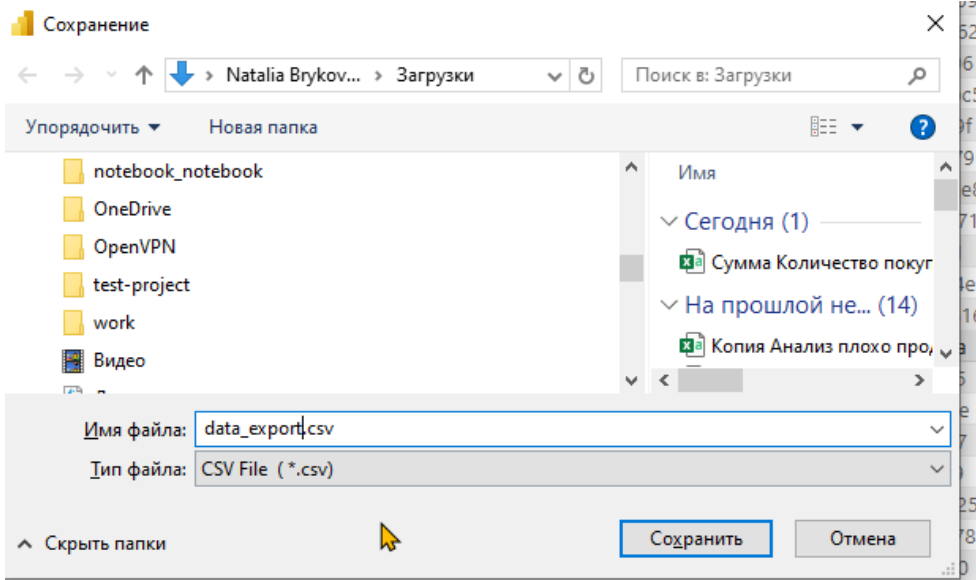 Сохранение
Natalia Brykov... > Загрузки
Поиск в: Загрузки
Упорядочить
Новая папка
notebook_notebook
OneDrive
OpenVPN
test-project
work
Видео
Имя
Сегодня (1)
Сумма Количество покуп
На прошлой не... (14)
Копия Анализ плохо прод
Имя файла: data_export.csv
Тип файла: CSV File (*.csv)
Скрыть папки
Сохранить
Отмена